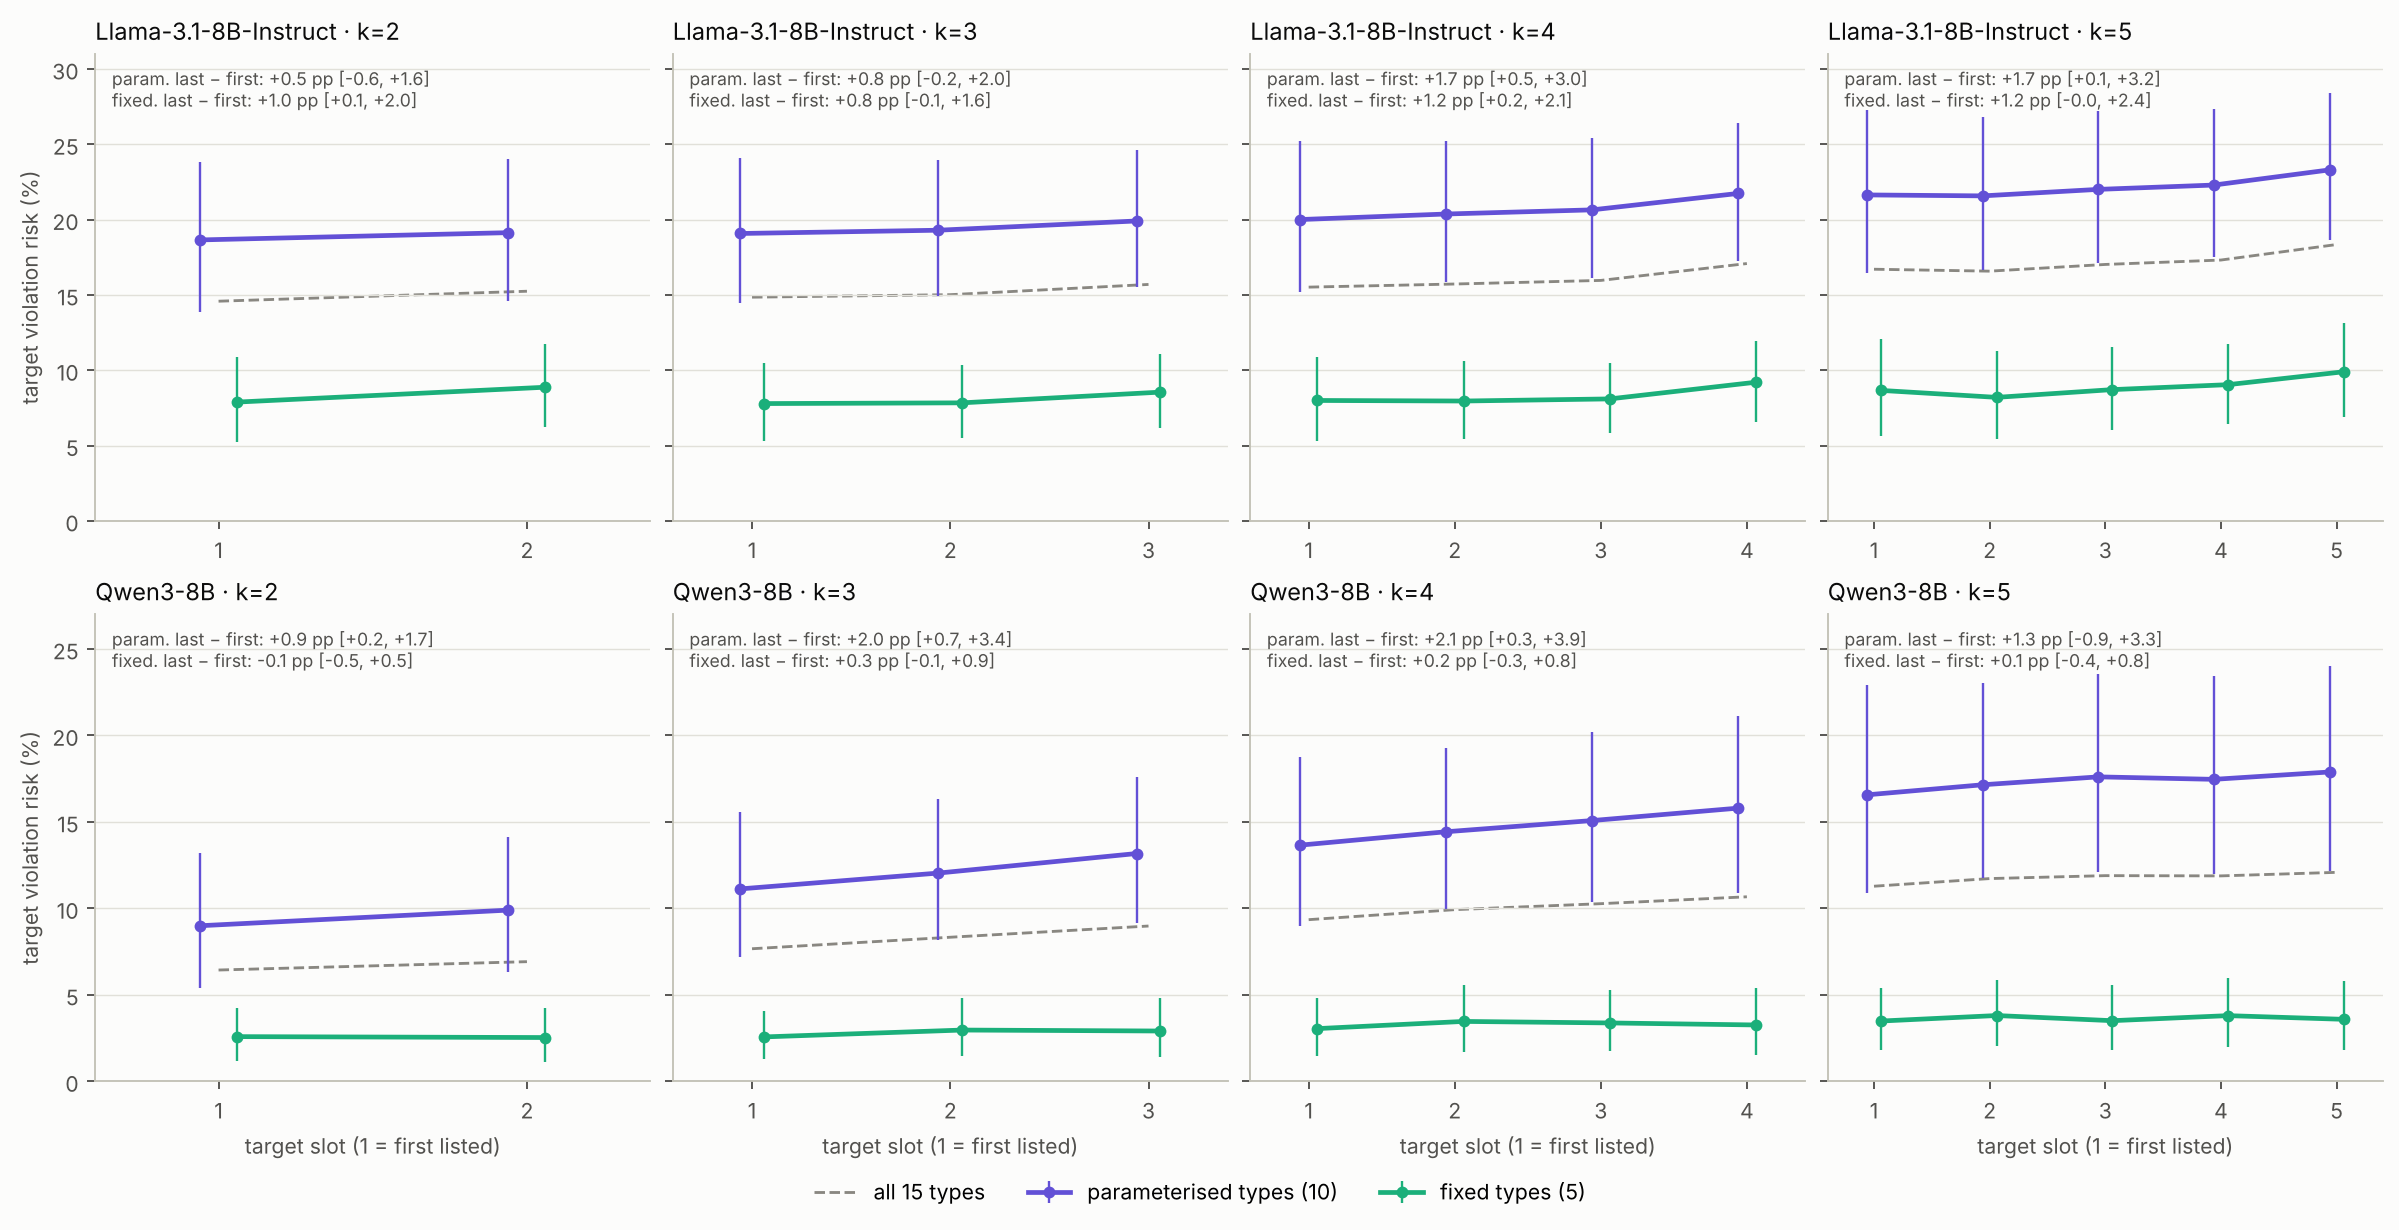 Llama-3.1-8B-Instruct · k=2
param. last − first: +0.5 pp [-0.6, +1.6]
fixed. last − first: +1.0 pp [+0.1, +2.0]
target violation risk (%)
30
25
20
15
10
5
0
1 2
Llama-3.1-8B-Instruct · k=3
param. last − first: +0.8 pp [-0.2, +2.0]
fixed. last − first: +0.8 pp [-0.1, +1.6]
1 2 3
Llama-3.1-8B-Instruct · k=4
param. last − first: +1.7 pp [+0.5, +3.0]
fixed. last − first: +1.2 pp [+0.2, +2.1]
1 2 3 4
Llama-3.1-8B-Instruct · k=5
param. last − first: +1.7 pp [+0.1, +3.2]
fixed. last − first: +1.2 pp [-0.0, +2.4]
1 2 3 4 5
Qwen3-8B · k=2
param. last − first: +0.9 pp [+0.2, +1.7]
fixed. last − first: -0.1 pp [-0.5, +0.5]
target violation risk (%)
25
20
15
10
5
0
1 2
target slot (1 = first listed)
Qwen3-8B · k=3
param. last − first: +2.0 pp [+0.7, +3.4]
fixed. last − first: +0.3 pp [-0.1, +0.9]
1 2 3
target slot (1 = first listed)
Qwen3-8B · k=4
param. last − first: +2.1 pp [+0.3, +3.9]
fixed. last − first: +0.2 pp [-0.3, +0.8]
1 2 3 4
target slot (1 = first listed)
Qwen3-8B · k=5
param. last − first: +1.3 pp [-0.9, +3.3]
fixed. last − first: +0.1 pp [-0.4, +0.8]
1 2 3 4 5
target slot (1 = first listed)
all 15 types
parameterised types (10)
fixed types (5)